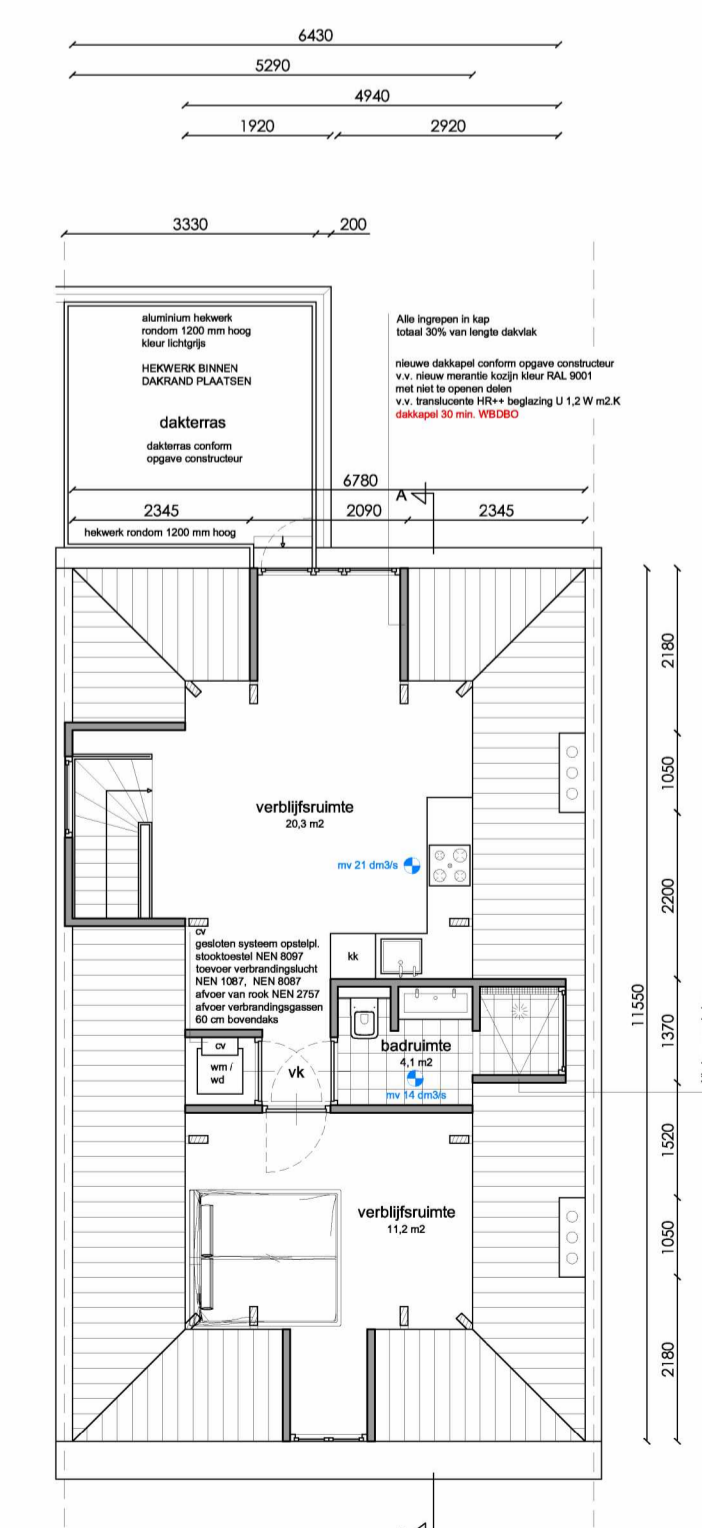 6430
5290
4940
1920
2920
3330
200
aluminium hekwerk
rondom 1200 mm hoog
kleur lichtgrijs
HEKWERK BINNEN
DAKRAND PLAATSEN
dakterras
dakterras conform
opgave constructeur
Alle ingrepen in kap
totaal 30% van lengte dakvlak
nieuwe dakkapel conform opgave constructeur
v.v. nieuw merantie kozijn kleur RAL 9001
met niet te openen delen
v.v. translucente HR++ beglazing U 1,2 W m2.K
dakkapel 30 min. WBDBO
6780
A
2345
2090
2345
hekwerk rondom 1200 mm hoog
2180
1050
verblijfsruimte
20,3 m2
mv 21 dm3/s
2200
cv
gesloten systeem opstelpl.
stooktoestel NEN 8097
toevoer verbrandingslucht
NEN 1087, NEN 8087
afvoer van rook NEN 2757
afvoer verbrandingsgassen
60 cm bovendaks
kk
11550
1370
cv
wm /
wd
vk
badruimte
4,1 m2
mv 14 dm3/s
1520
verblijfsruimte
11,2 m2
1050
2180